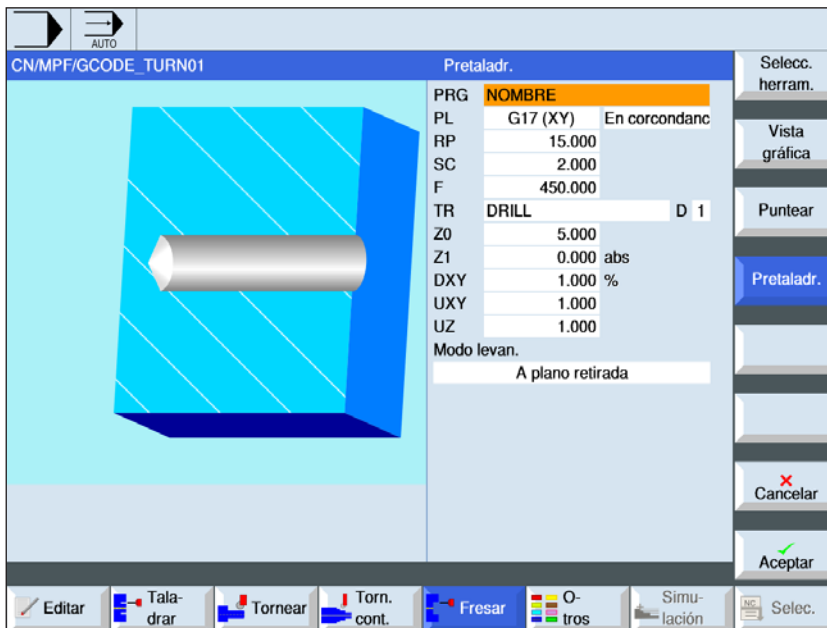 AUTO
CN/MPF/GCODE_TURN01
Pretaladr.
PRG NOMBRE
PL G17 (XY) En corcondanc
RP 15.000
SC 2.000
F 450.000
TR DRILL D 1
Z0 5.000
Z1 0.000 abs
DXY 1.000 %
UXY 1.000
UZ 1.000
Modo levan.
A plano retirada
Selecc.
herram.
Vista
gráfica
Puntear
Pretaladr.
Cancelar
Aceptar
Editar
Tala-
drar
Tornear
Torn.
cont.
Fresar
O-
tros
Simu-
lación
NC
Selec.